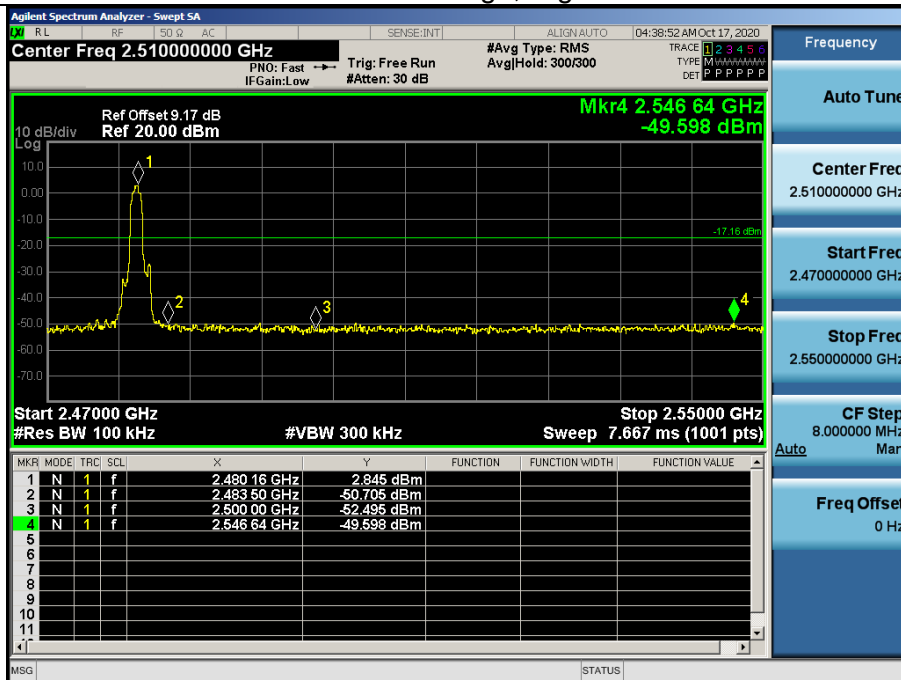 Agilent Spectrum Analyzer - Swept SA
LXI RL RF 50 Ω AC SENSE:INT ALIGN AUTO 04:38:52 AM Oct 17, 2020
Center Freq 2.510000000 GHz
PNO: Fast
IFGain:Low
Trig: Free Run
#Atten: 30 dB
#Avg Type: RMS
Avg|Hold: 300/300
TRACE 1 2 3 4 5 6
TYPE M
DET P P P P P P
Mkr4 2.546 64 GHz
-49.598 dBm
Ref Offset 9.17 dB
10 dB/div Ref 20.00 dBm
Log
10.0
0.00
-10.0
-20.0
-30.0
-40.0
-50.0
-60.0
-70.0
1
2
3
4
-17.16 dBm
Start 2.47000 GHz Stop 2.55000 GHz
#Res BW 100 kHz #VBW 300 kHz Sweep 7.667 ms (1001 pts)
MKR MODE TRC SCL X Y FUNCTION FUNCTION WIDTH FUNCTION VALUE
1 N 1 f 2.480 16 GHz 2.845 dBm
2 N 1 f 2.483 50 GHz -50.705 dBm
3 N 1 f 2.500 00 GHz -52.495 dBm
4 N 1 f 2.546 64 GHz -49.598 dBm
5
6
7
8
9
10
11
MSG STATUS
Frequency
Auto Tune
Center Freq
2.510000000 GHz
Start Freq
2.470000000 GHz
Stop Freq
2.550000000 GHz
CF Step
8.000000 MHz
Auto Man
Freq Offset
0 Hz